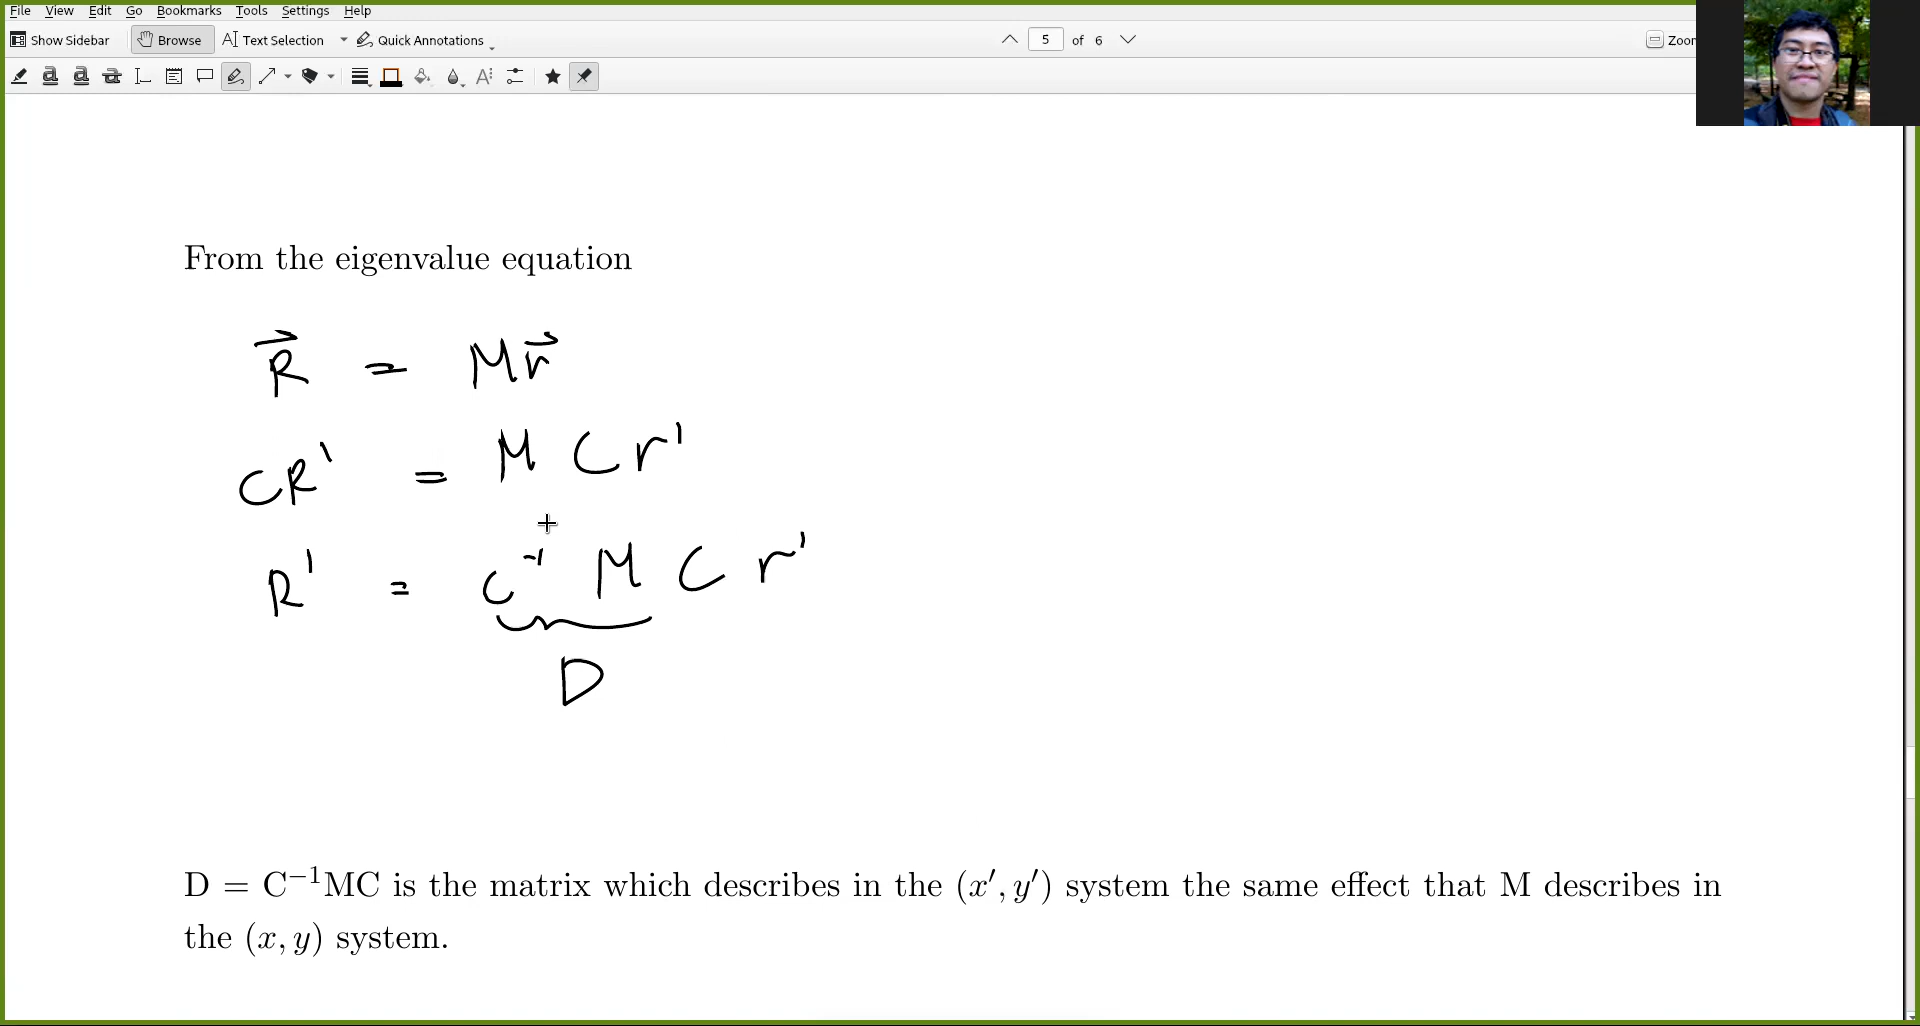 File View Edit Go Bookmarks Tools Settings Help
Show Sidebar Browse Text Selection Quick Annotations 5 of 6
From the eigenvalue equation
R⃗ = Mr⃗
CR' = M C r'
R' = C⁻¹ M C r'
D
D = C⁻¹MC is the matrix which describes in the (x′, y′) system the same effect that M describes in
the (x, y) system.